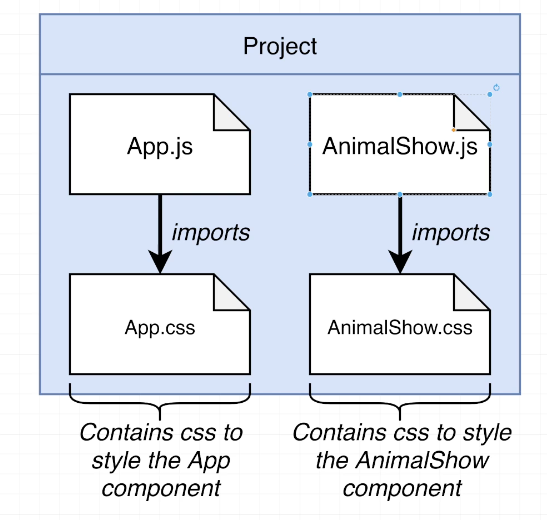 Project
App.js
AnimalShow.js
imports
imports
App.css
AnimalShow.css
Contains css to
style the App
component
Contains css to style
the AnimalShow
component